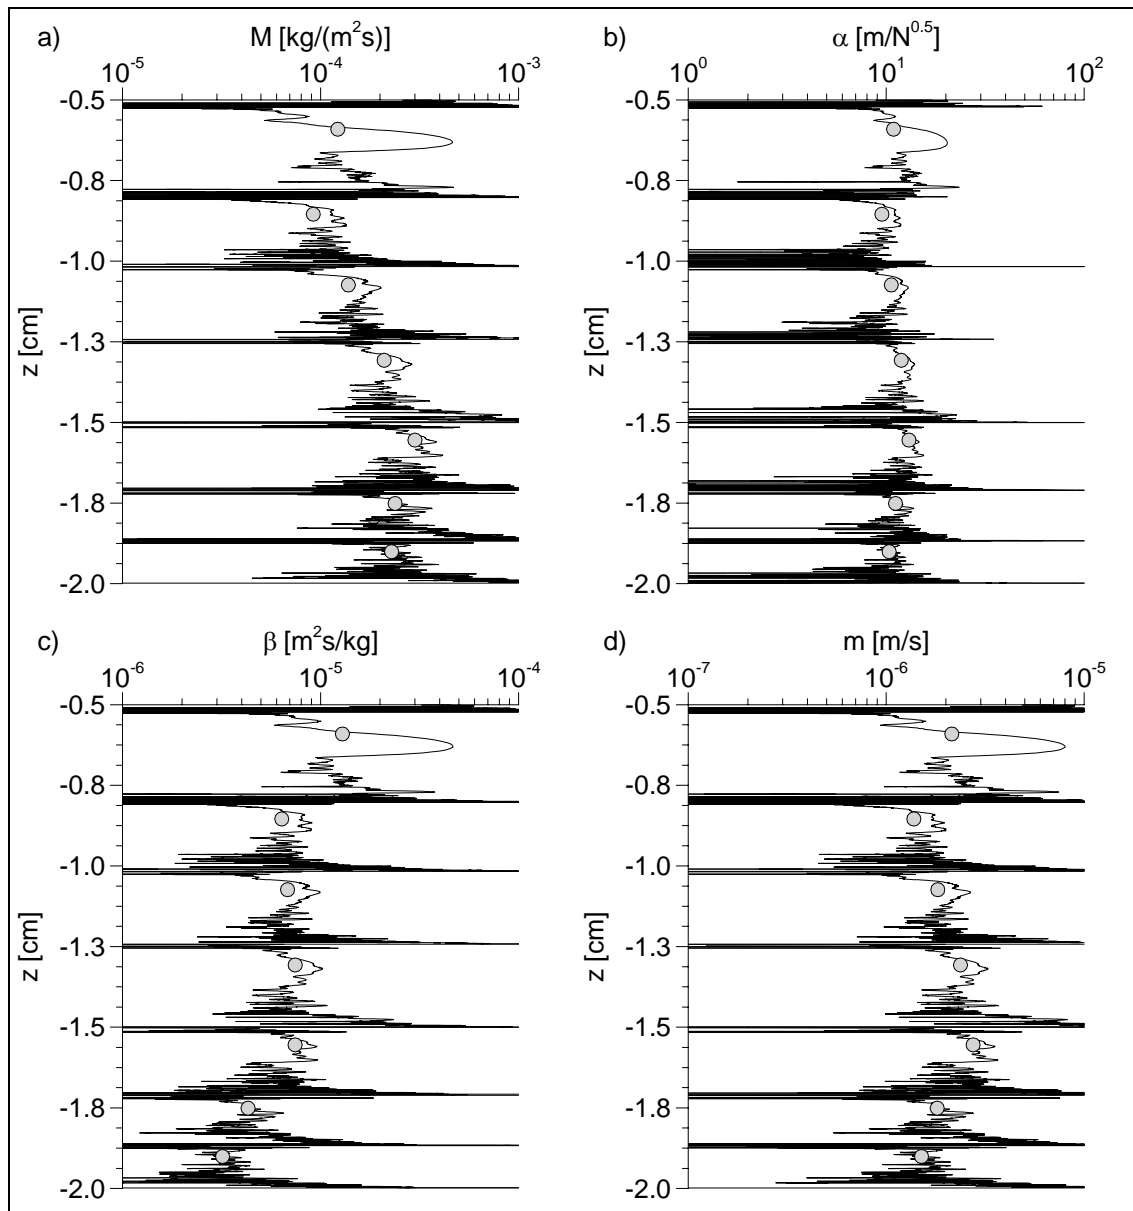 a) M [kg/(m²s)]
10⁻⁵ 10⁻⁴ 10⁻³
-0.5
-0.8
-1.0
-1.3
-1.5
-1.8
-2.0
z [cm]
b) α [m/N⁰·⁵]
10⁰ 10¹ 10²
-0.5
-0.8
-1.0
-1.3
-1.5
-1.8
-2.0
z [cm]
c) β [m²s/kg]
10⁻⁶ 10⁻⁵ 10⁻⁴
-0.5
-0.8
-1.0
-1.3
-1.5
-1.8
-2.0
z [cm]
d) m [m/s]
10⁻⁷ 10⁻⁶ 10⁻⁵
-0.5
-0.8
-1.0
-1.3
-1.5
-1.8
-2.0
z [cm]